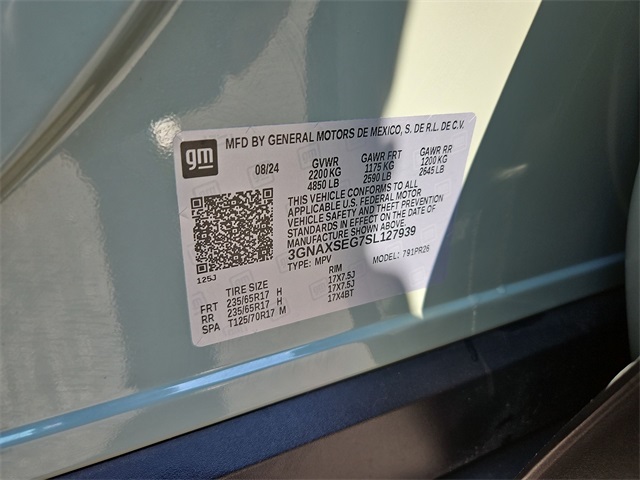 MFD BY GENERAL MOTORS DE MEXICO, S. DE R.L. DE C.V.
gm
08/24 GVWR GAWR FRT GAWR RR
2200 KG 1175 KG 1200 KG
4850 LB 2590 LB 2645 LB
THIS VEHICLE CONFORMS TO ALL
APPLICABLE U.S. FEDERAL MOTOR
VEHICLE SAFETY AND THEFT PREVENTION
STANDARDS IN EFFECT ON THE DATE OF
MANUFACTURE SHOWN ABOVE.
3GNAXSEG7SL127939
TYPE: MPV MODEL: 791PR26
125J
TIRE SIZE RIM
FRT 235/65R17 H 17X7.5J
RR 235/65R17 H 17X7.5J
SPA T125/70R17 M 17X4BT